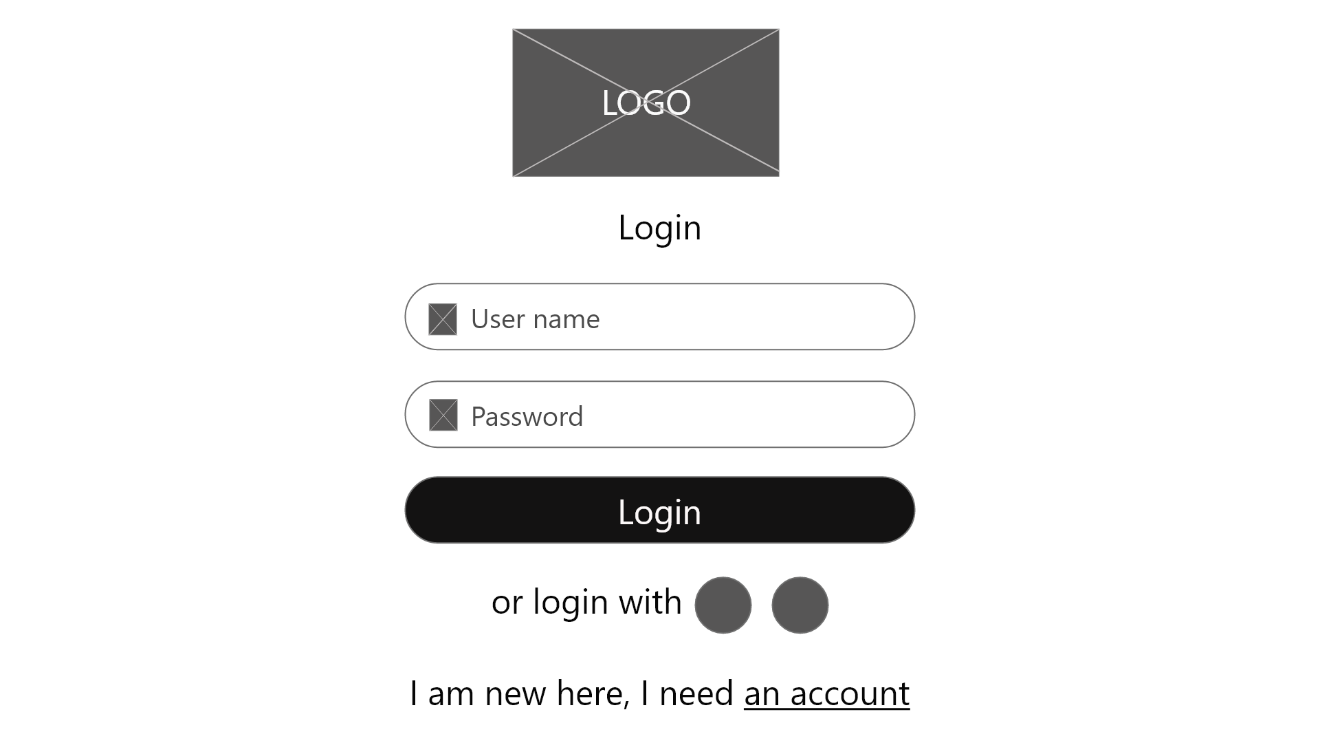 LOGO
Login
User name
Password
Login
or login with
I am new here, I need an account